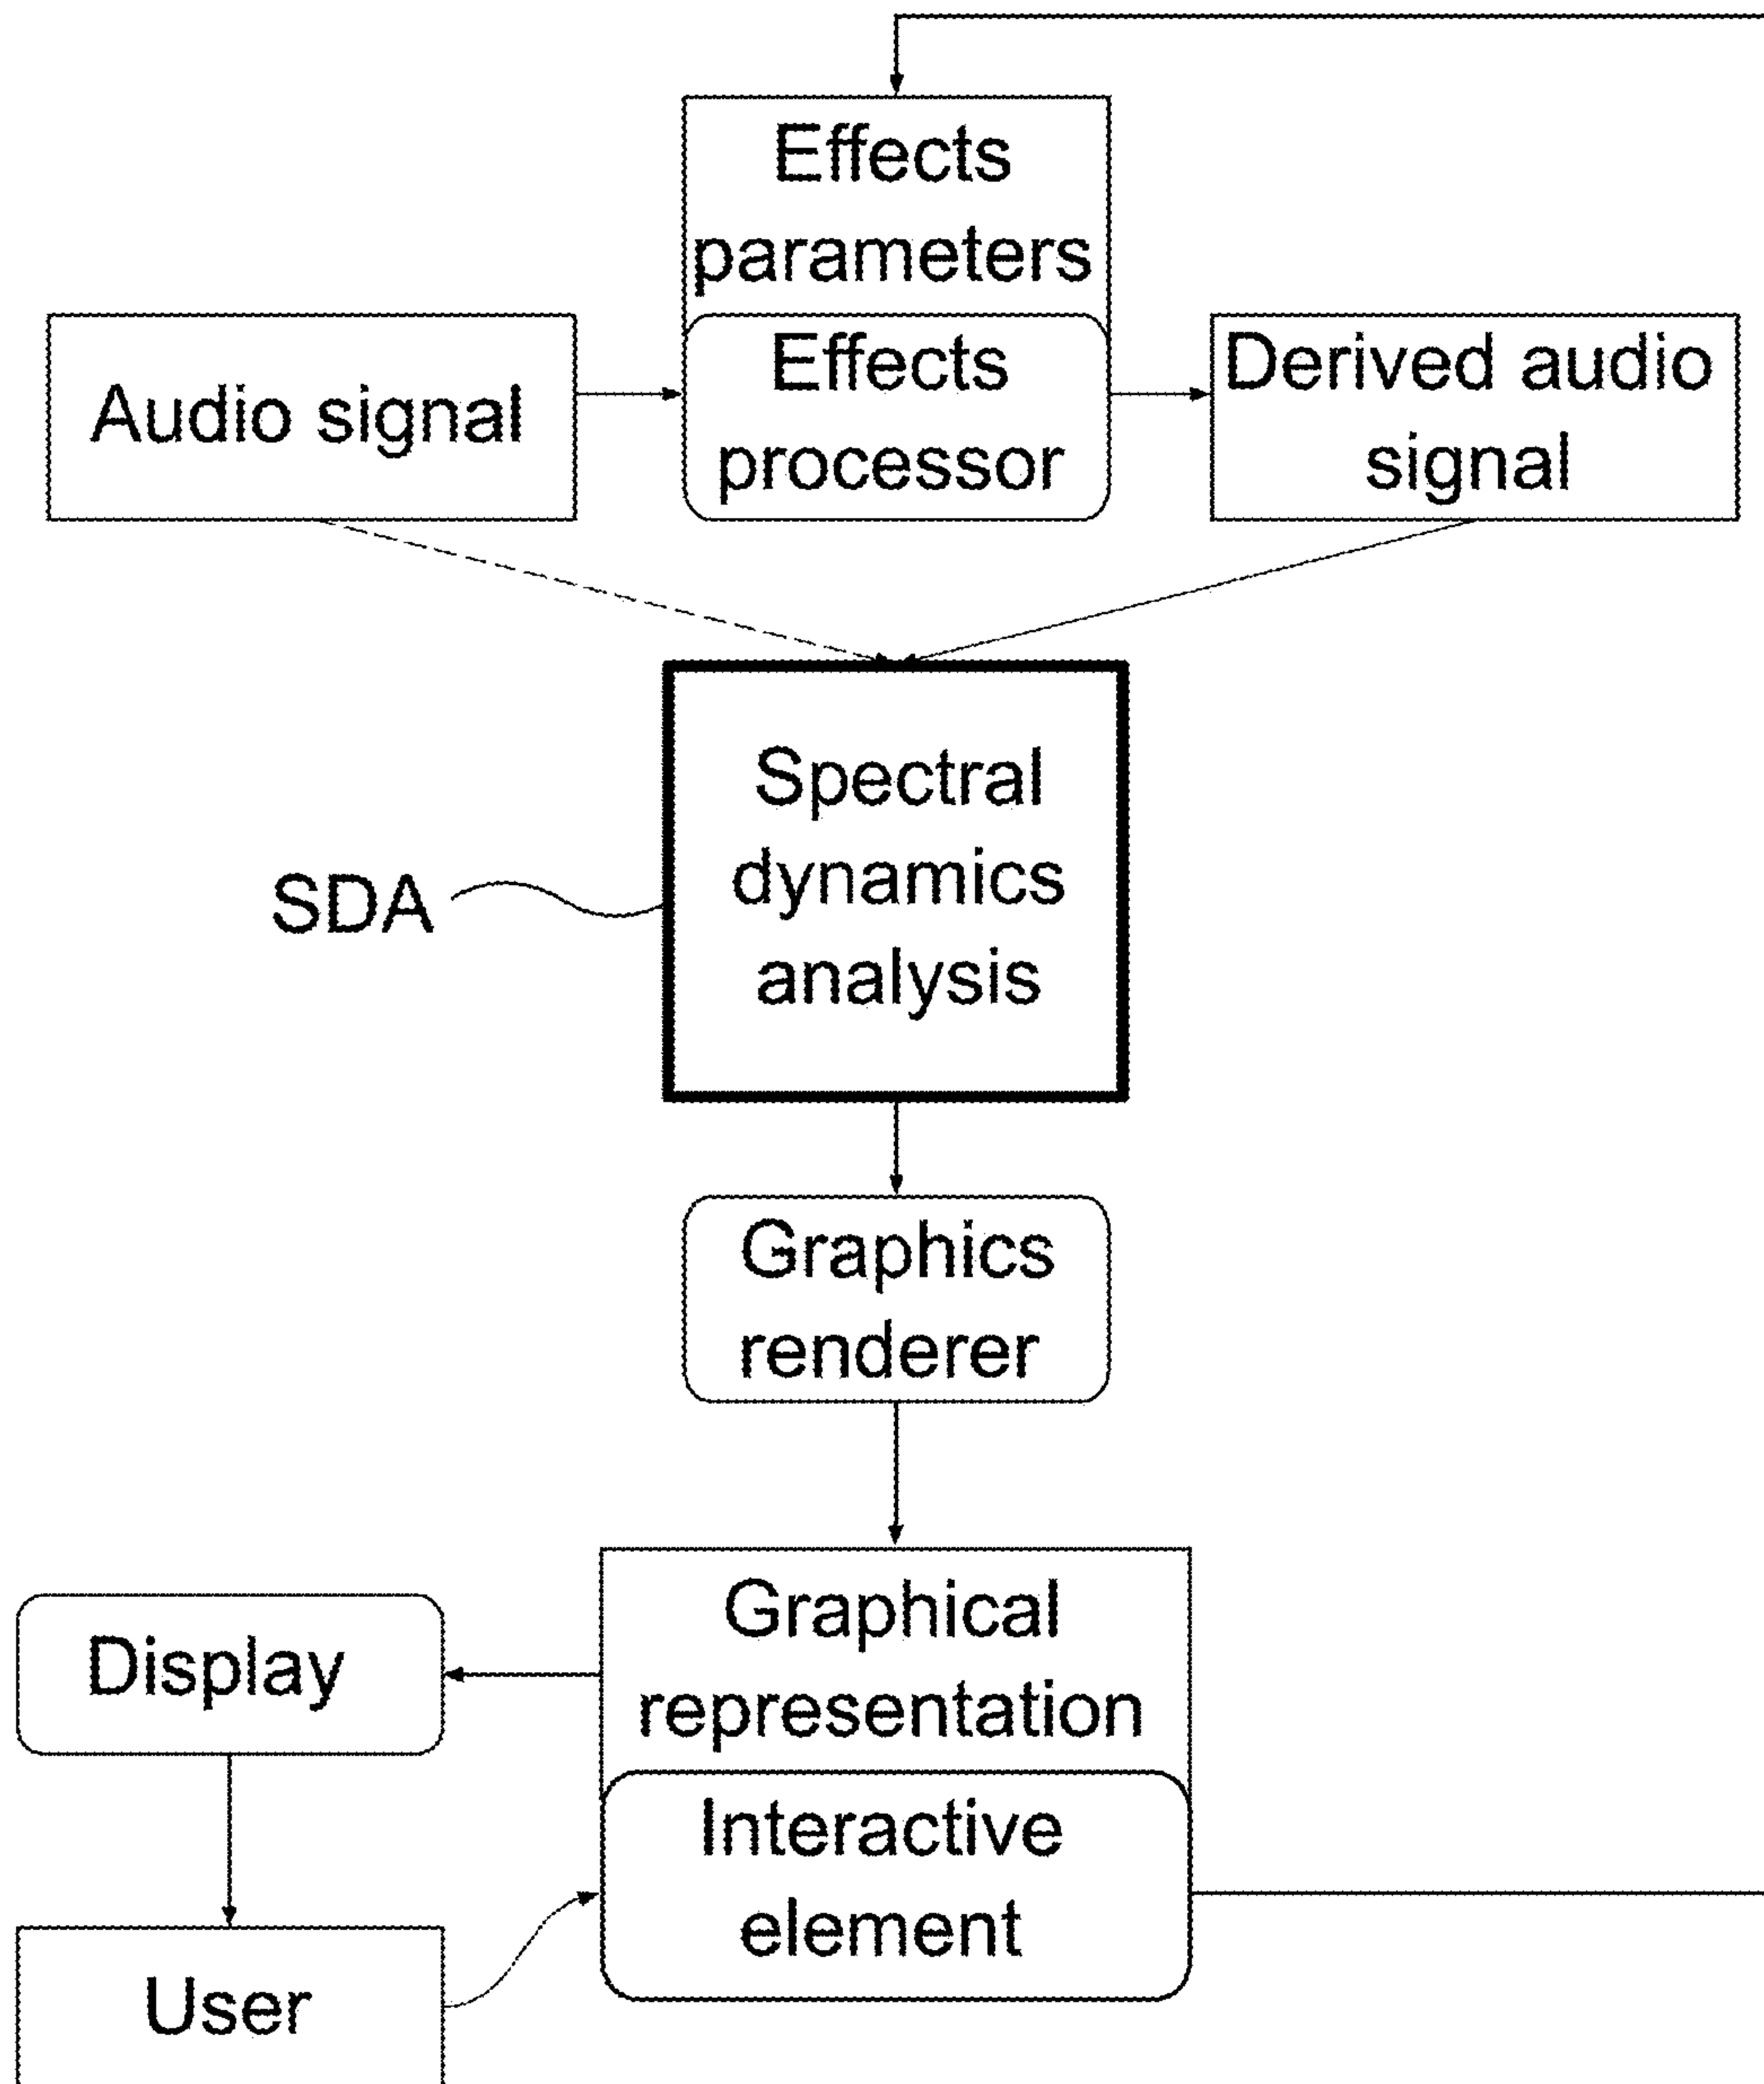 Effects
parameters
Audio signal
Effects
processor
Derived audio
signal
Spectral
dynamics
analysis
SDA
Graphics
renderer
Graphical
representation
Display
Interactive
element
User